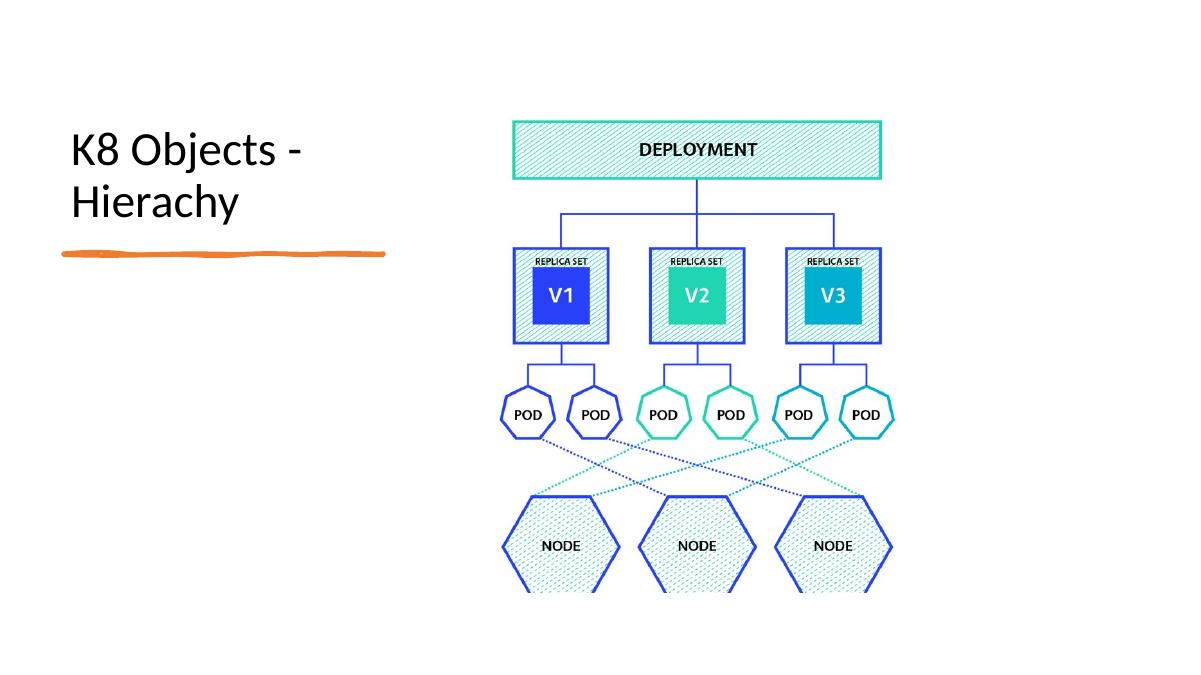 K8 Objects -
Hierachy
DEPLOYMENT
REPLICA SET
REPLICA SET
REPLICA SET
V1
V2
V3
POD
POD
POD
POD
POD
POD
NODE
NODE
NODE